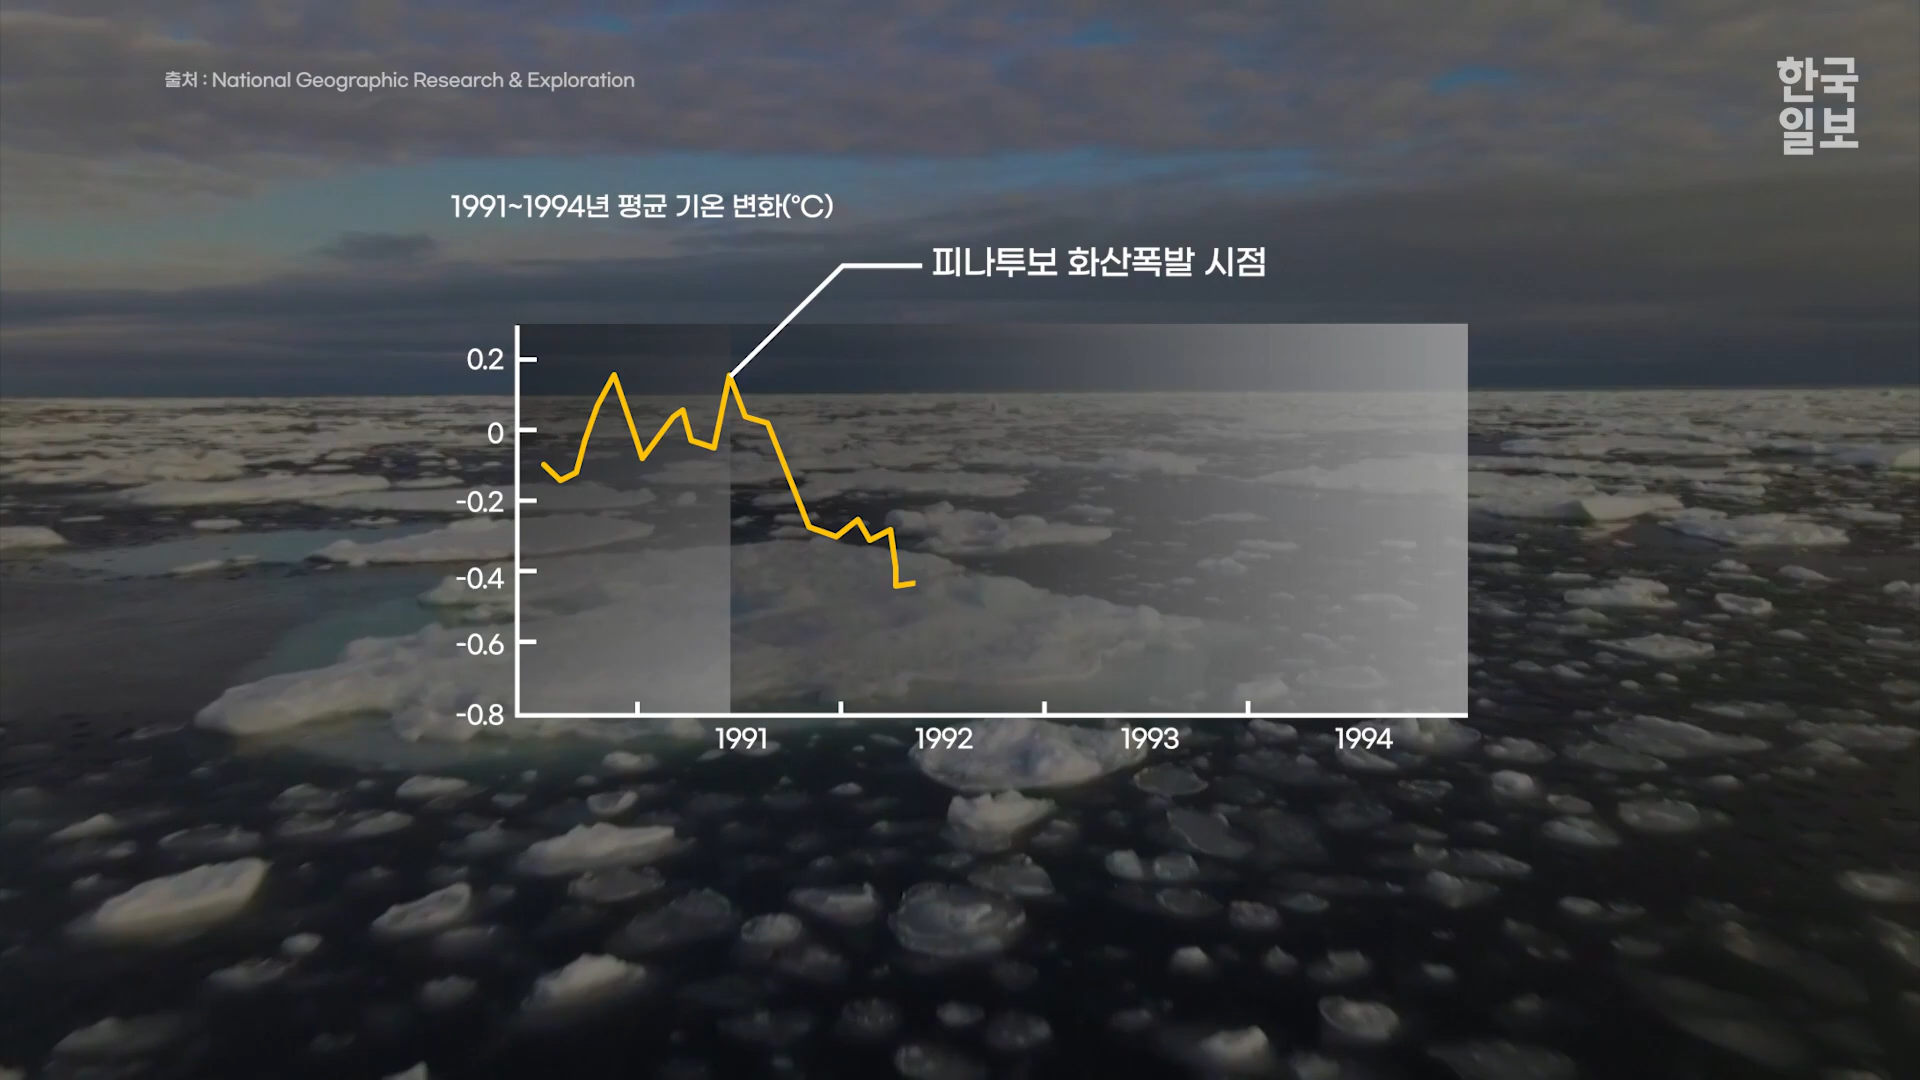 출처 : National Geographic Research & Exploration
한국
일보
1991~1994년 평균 기온 변화(℃)
피나투보 화산폭발 시점
0.2
0
-0.2
-0.4
-0.6
-0.8
1991 1992 1993 1994